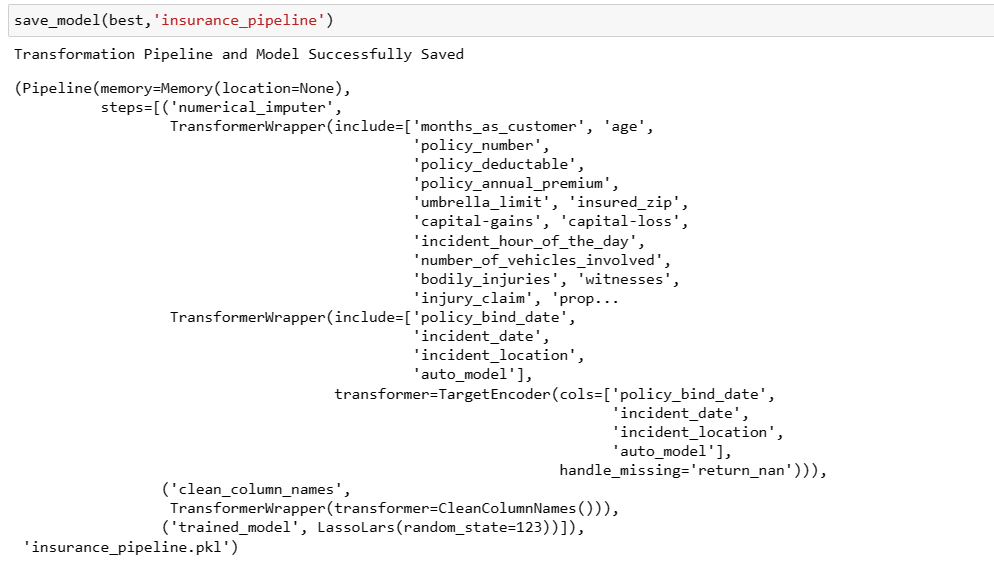 save_model(best,'insurance_pipeline')
Transformation Pipeline and Model Successfully Saved
(Pipeline(memory=Memory(location=None),
steps=[('numerical_imputer',
TransformerWrapper(include=['months_as_customer', 'age',
'policy_number',
'policy_deductable',
'policy_annual_premium',
'umbrella_limit', 'insured_zip',
'capital-gains', 'capital-loss',
'incident_hour_of_the_day',
'number_of_vehicles_involved',
'bodily_injuries', 'witnesses',
'injury_claim', 'prop...
TransformerWrapper(include=['policy_bind_date',
'incident_date',
'incident_location',
'auto_model'],
transformer=TargetEncoder(cols=['policy_bind_date',
'incident_date',
'incident_location',
'auto_model'],
handle_missing='return_nan'))),
('clean_column_names',
TransformerWrapper(transformer=CleanColumnNames())),
('trained_model', LassoLars(random_state=123))]),
'insurance_pipeline.pkl')